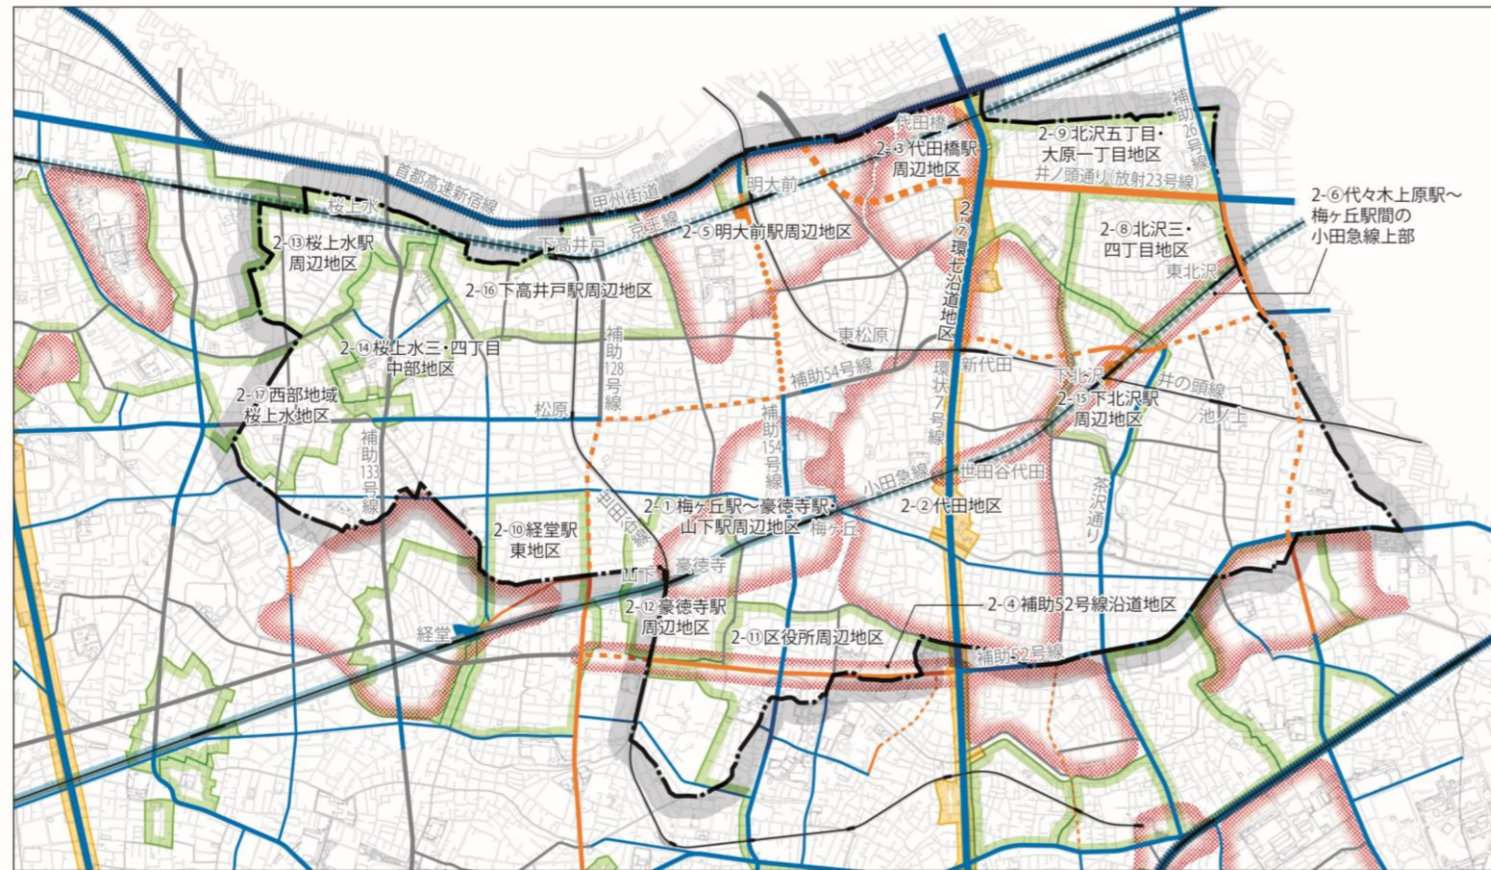 補助26号線
代田橋
2-⑨北沢五丁目・
大原一丁目地区
2-③代田橋駅
周辺地区
井ノ頭通り(放射23号線)
首都高速新宿線
甲州街道
明大前
2-⑥代々木上原駅〜
梅ヶ丘駅間の
小田急線上部
桜上水
京王線
2-⑤明大前駅周辺地区
2-⑦環七沿道地区
2-⑧北沢三・
四丁目地区
2-⑬桜上水駅
周辺地区
下高井戸
東北沢
2-⑯下高井戸駅周辺地区
補助128号線
東松原
2-⑭桜上水三・四丁目
中部地区
補助54号線
環状7号線
新代田
下北沢
井の頭線
2-⑰西部地域
桜上水地区
松原
2-⑮下北沢駅
周辺地区
池ノ上
補助133号線
補助154号線
小田急線
世田谷代田
茶沢通り
2-①梅ヶ丘駅〜豪徳寺駅・
山下駅周辺地区
梅ヶ丘
2-②代田地区
2-⑩経堂駅
東地区
山下
豪徳寺
2-⑫豪徳寺駅
周辺地区
2-④補助52号線沿道地区
経堂
2-⑪区役所周辺地区
補助52号線